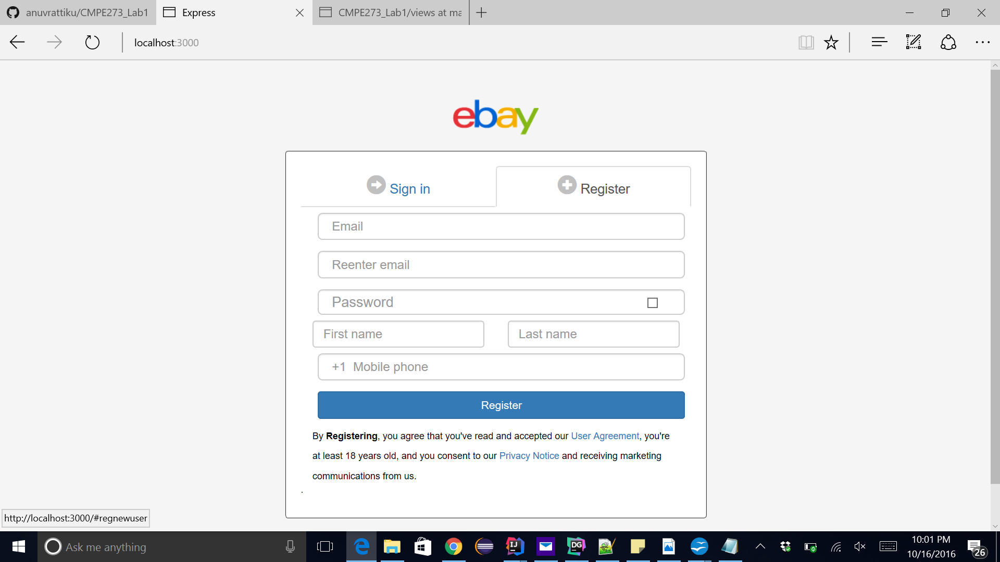 anuvrattiku/CMPE273_Lab1
Express
CMPE273_Lab1/views at ma
localhost:3000
ebay
Sign in
Register
Email
Reenter email
Password
First name
Last name
+1 Mobile phone
Register
By Registering, you agree that you've read and accepted our User Agreement, you're
at least 18 years old, and you consent to our Privacy Notice and receiving marketing
communications from us.
.
http://localhost:3000/#regnewuser
Ask me anything
IJ
DG
10:01 PM
10/16/2016
26